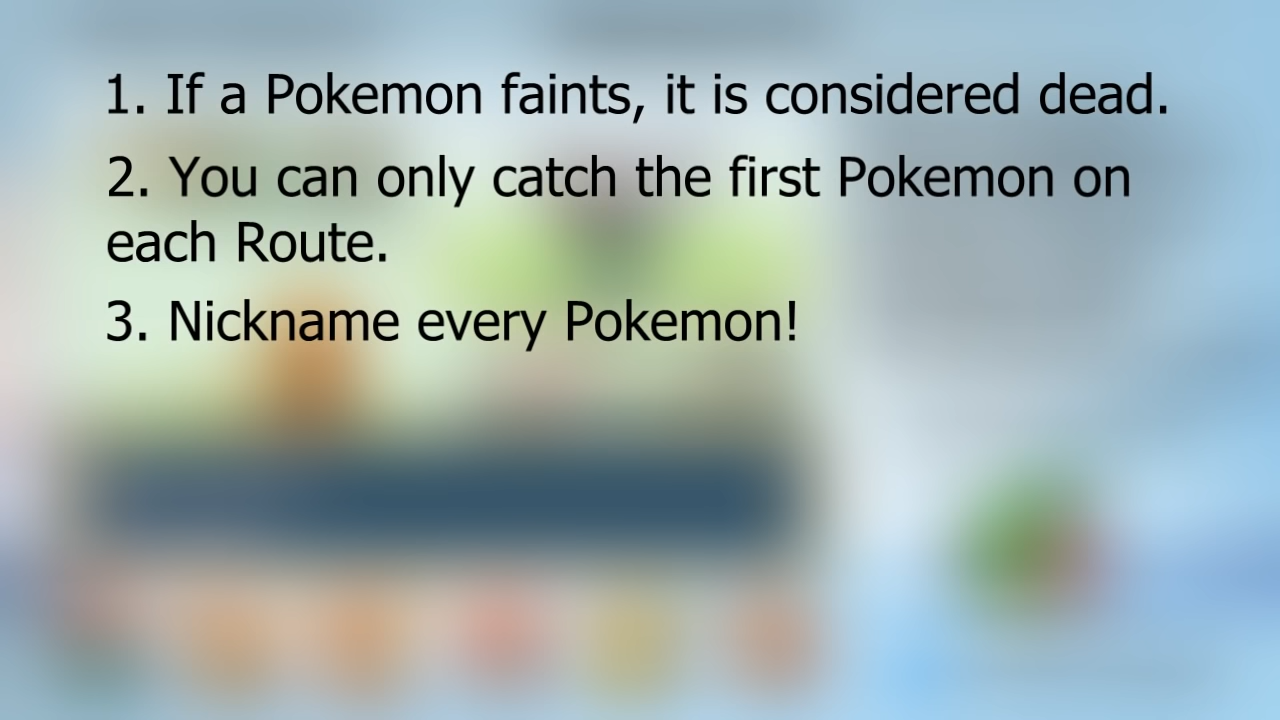 1. If a Pokemon faints, it is considered dead.
2. You can only catch the first Pokemon on
each Route.
3. Nickname every Pokemon!